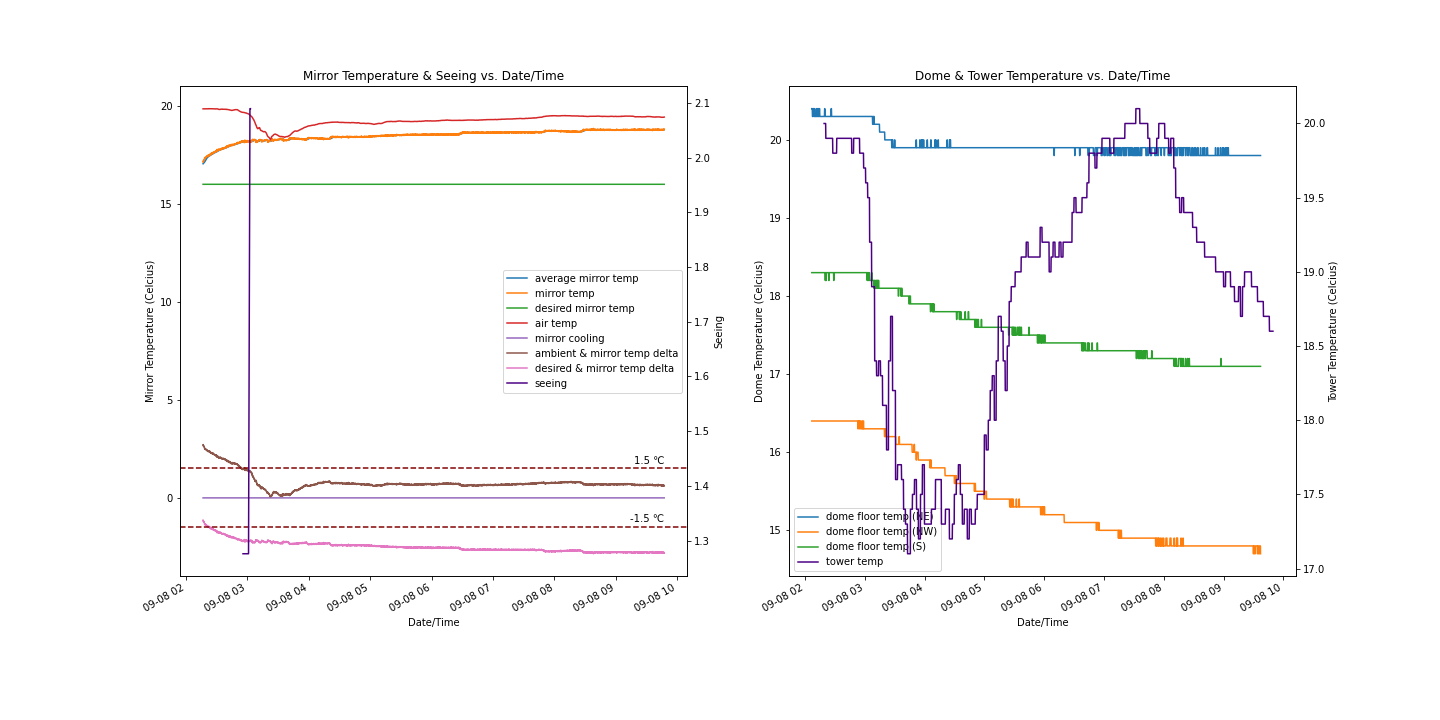 Mirror Temperature & Seeing vs. Date/Time
20
15
10
5
0
Mirror Temperature (Celcius)
2.1
2.0
1.9
1.8
1.7
1.6
1.5
1.4
1.3
Seeing
average mirror temp
mirror temp
desired mirror temp
air temp
mirror cooling
ambient & mirror temp delta
desired & mirror temp delta
seeing
1.5 °C
-1.5 °C
09-08 02
09-08 03
09-08 04
09-08 05
09-08 06
09-08 07
09-08 08
09-08 09
09-08 10
Date/Time
Dome & Tower Temperature vs. Date/Time
20
19
18
17
16
15
Dome Temperature (Celcius)
20.0
19.5
19.0
18.5
18.0
17.5
17.0
Tower Temperature (Celcius)
dome floor temp (NE)
dome floor temp (NW)
dome floor temp (S)
tower temp
09-08 02
09-08 03
09-08 04
09-08 05
09-08 06
09-08 07
09-08 08
09-08 09
09-08 10
Date/Time